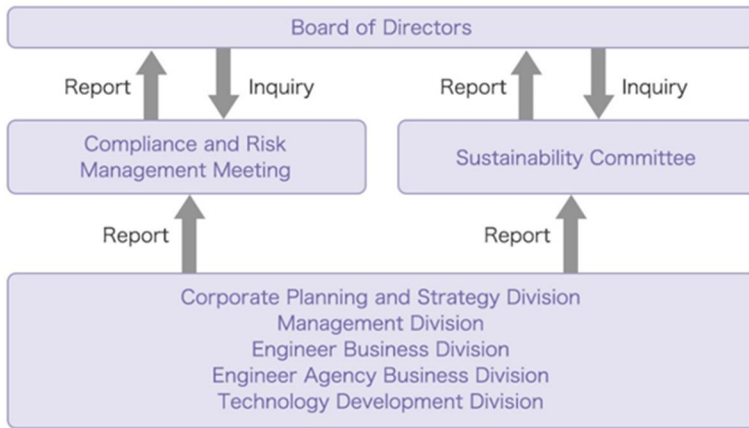 Board of Directors
Report
Inquiry
Report
Inquiry
Compliance and Risk
Management Meeting
Sustainability Committee
Report
Report
Corporate Planning and Strategy Division
Management Division
Engineer Business Division
Engineer Agency Business Division
Technology Development Division